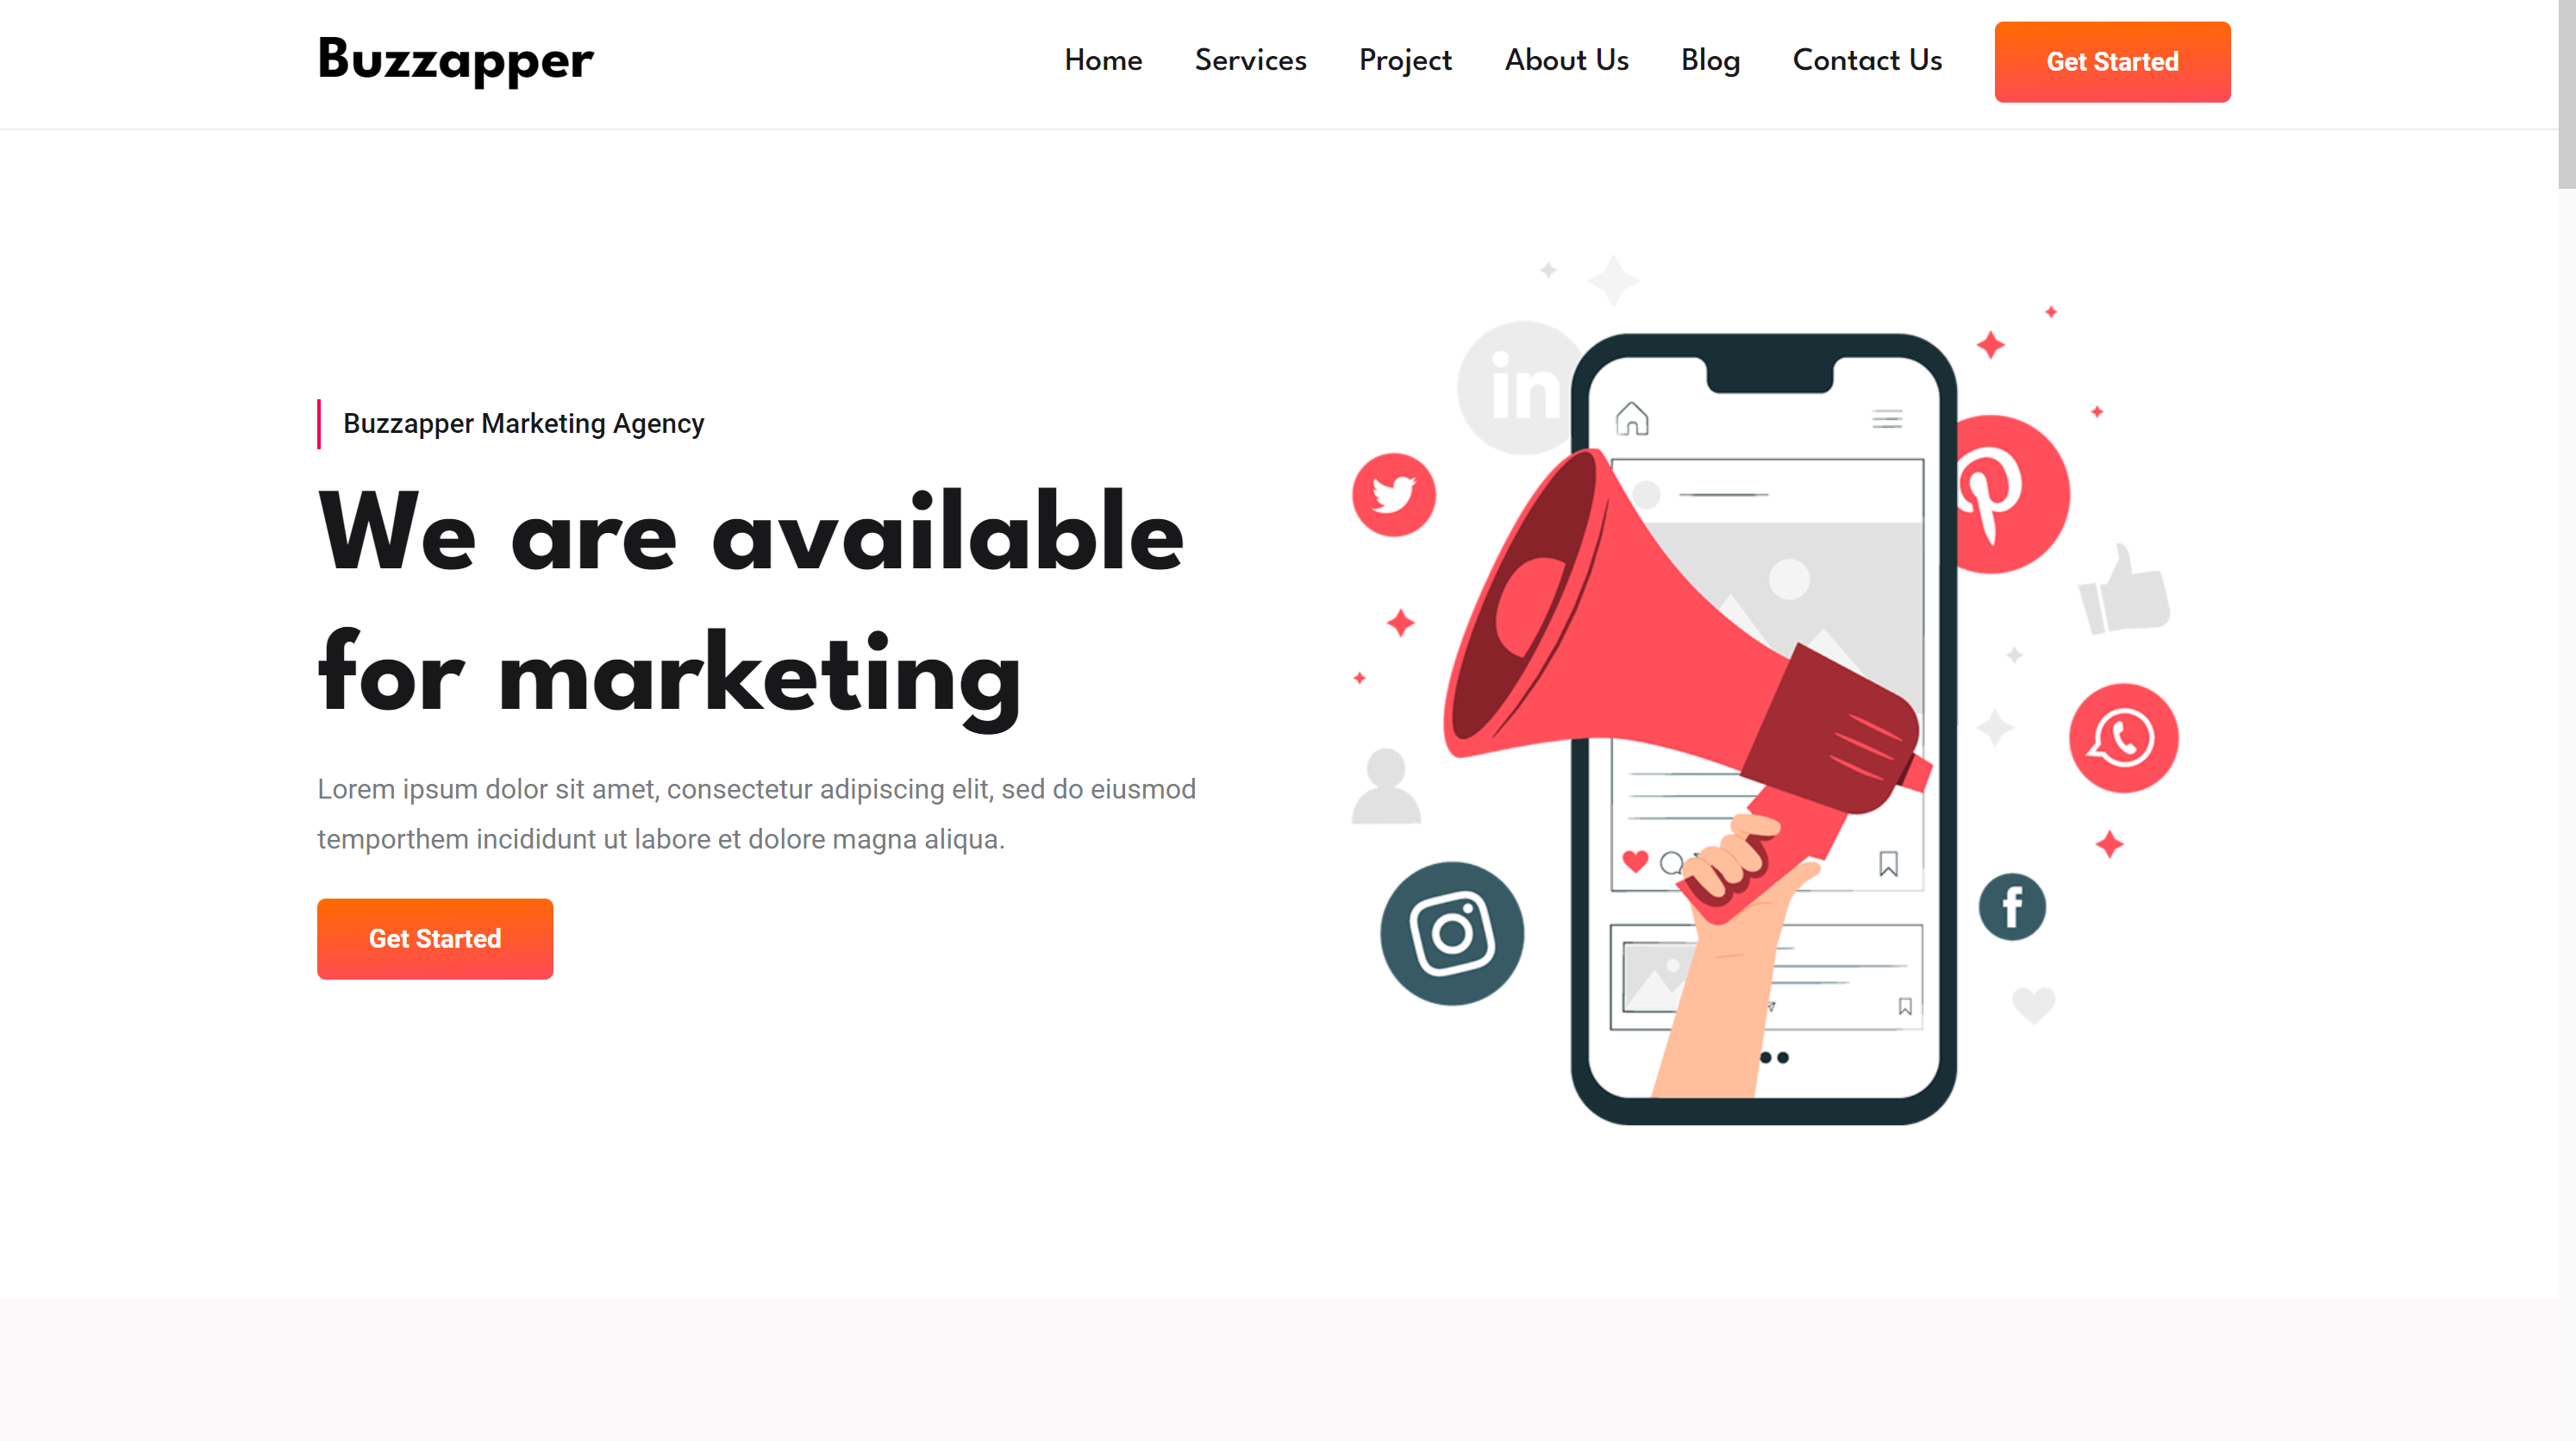 Buzzapper
Home Services Project About Us Blog Contact Us Get Started
Buzzapper Marketing Agency
We are available
for marketing
Lorem ipsum dolor sit amet, consectetur adipiscing elit, sed do eiusmod
temporthem incididunt ut labore et dolore magna aliqua.
Get Started
in